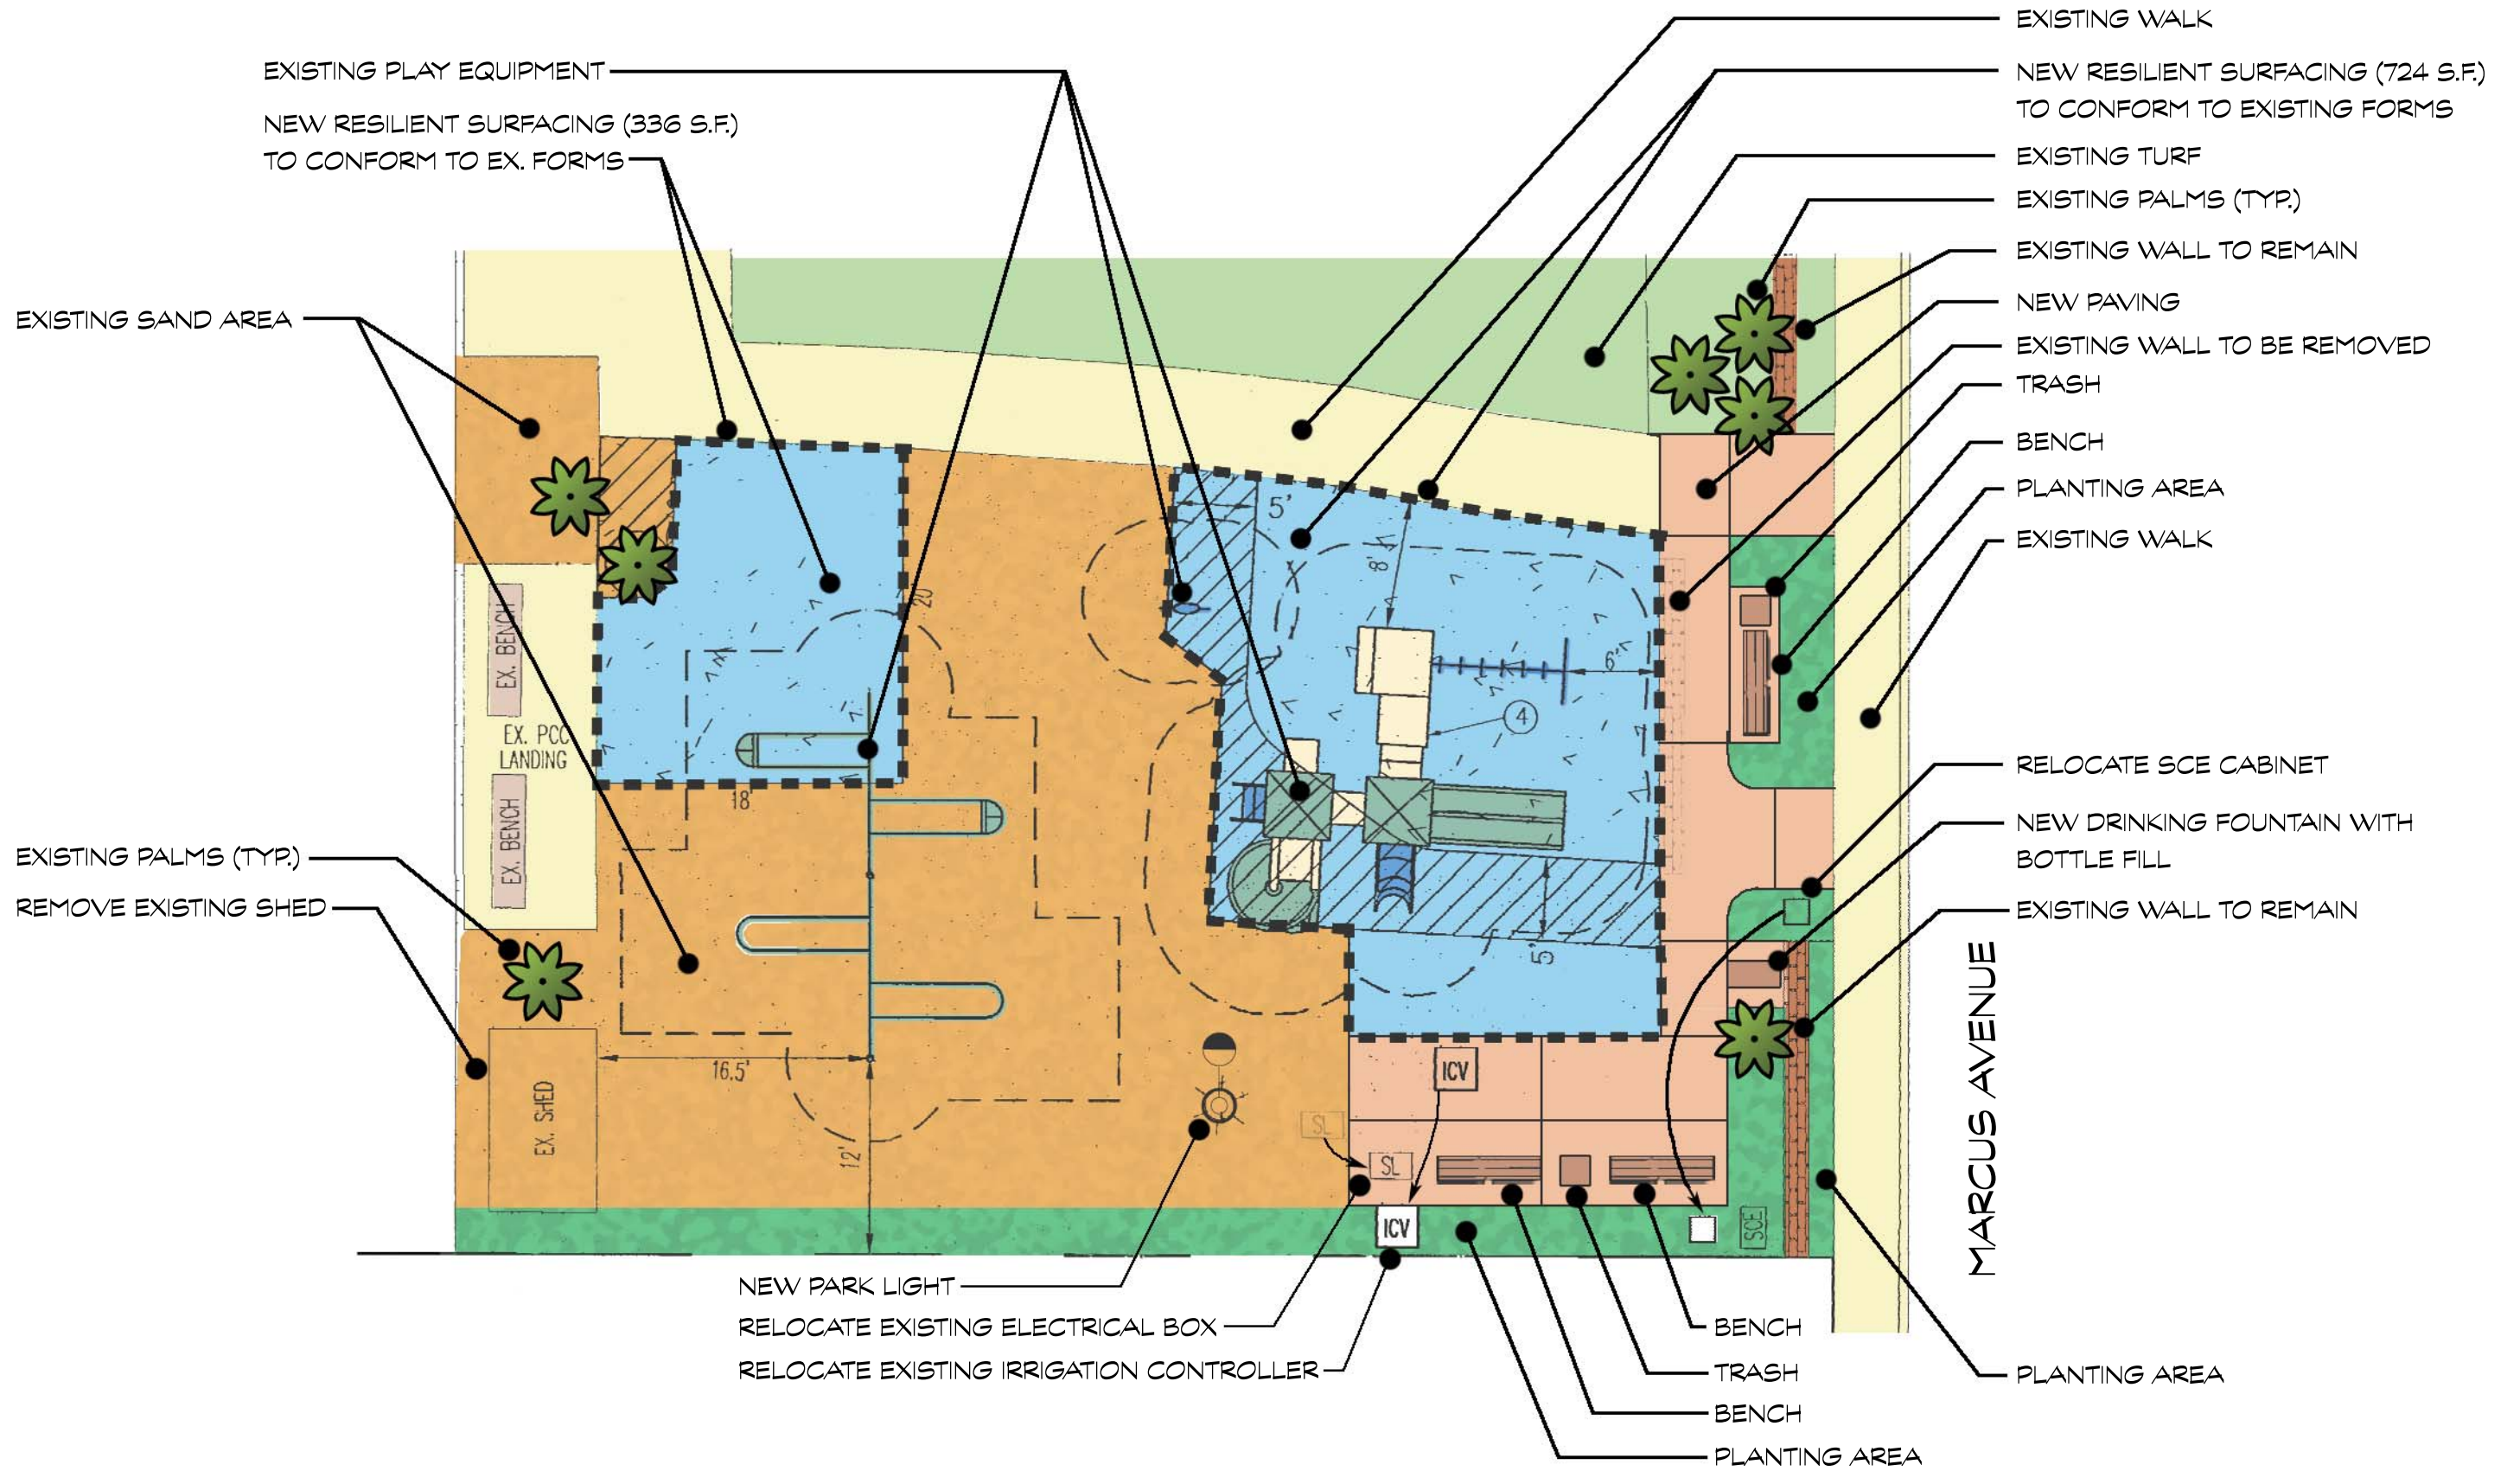 EXISTING WALK
EXISTING PLAY EQUIPMENT
NEW RESILIENT SURFACING (724 S.F.)
TO CONFORM TO EXISTING FORMS
NEW RESILIENT SURFACING (336 S.F.)
TO CONFORM TO EX. FORMS
EXISTING TURF
EXISTING PALMS (TYP.)
EXISTING WALL TO REMAIN
NEW PAVING
EXISTING SAND AREA
EXISTING WALL TO BE REMOVED
TRASH
BENCH
PLANTING AREA
EXISTING WALK
5'
8'
20'
6'
4
EX. BENCH
EX. PCC
LANDING
EX. BENCH
18'
RELOCATE SCE CABINET
NEW DRINKING FOUNTAIN WITH
BOTTLE FILL
EXISTING PALMS (TYP.)
REMOVE EXISTING SHED
EXISTING WALL TO REMAIN
5'
MARCUS AVENUE
16.5'
ICV
EX. SHED
12'
SL
SL
ICV
SCE
NEW PARK LIGHT
RELOCATE EXISTING ELECTRICAL BOX
RELOCATE EXISTING IRRIGATION CONTROLLER
BENCH
TRASH
BENCH
PLANTING AREA
PLANTING AREA